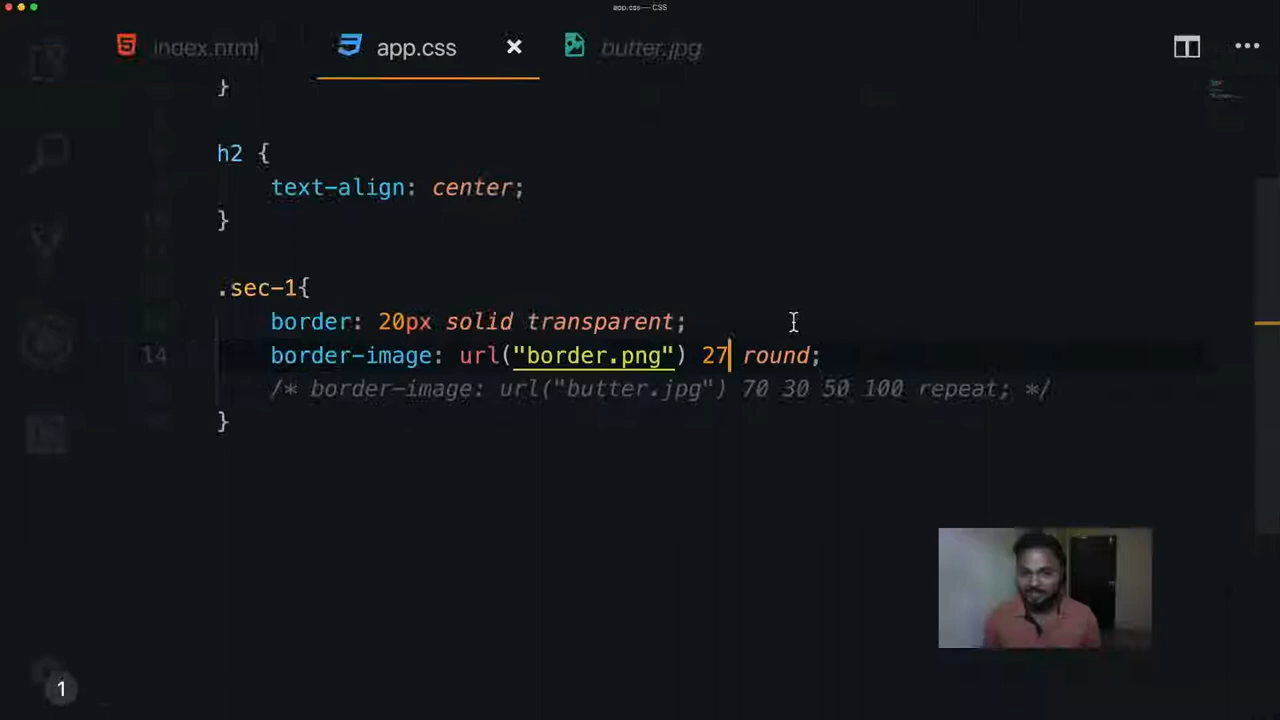 app.css — CSS
index.html
app.css
butter.jpg
}
h2 {
text-align: center;
}
.sec-1{
border: 20px solid transparent;
14
border-image: url("border.png") 27 round;
/* border-image: url("butter.jpg") 70 30 50 100 repeat; */
}
1